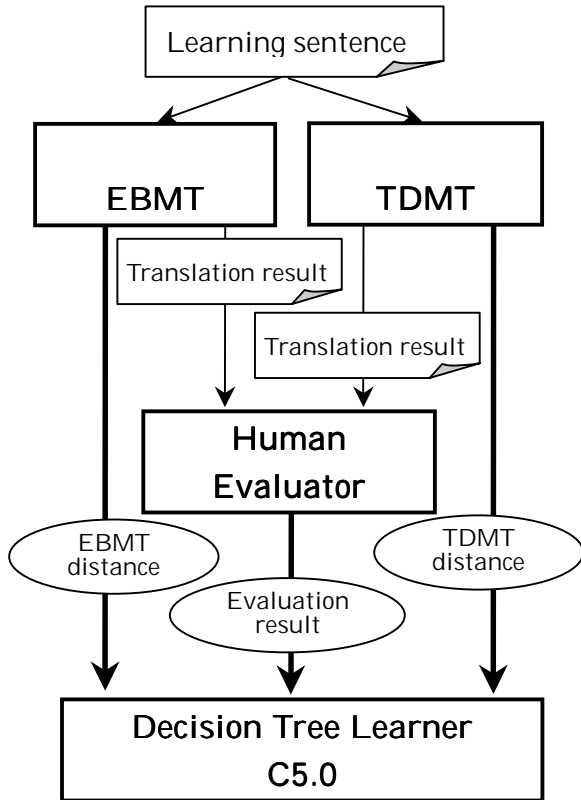 Learning sentence
EBMT
TDMT
Translation result
Translation result
Human
Evaluator
EBMT
distance
TDMT
distance
Evaluation
result
Decision Tree Learner
C5.0